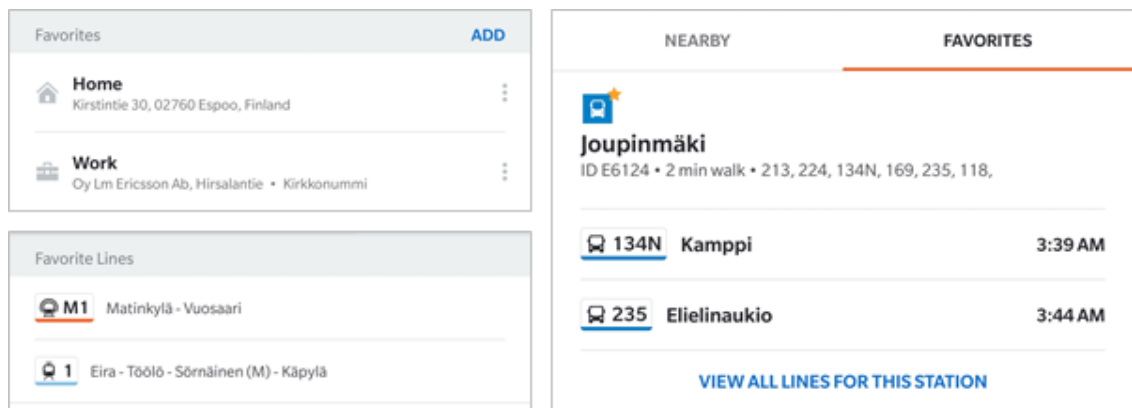 Favorites ADD
Home
Kirstintie 30, 02760 Espoo, Finland
Work
Oy Lm Ericsson Ab, Hirsalantie • Kirkkonummi
Favorite Lines
M1 Matinkylä - Vuosaari
1 Eira - Töölö - Sörnäinen (M) - Käpylä
NEARBY FAVORITES
Joupinmäki
ID E6124 • 2 min walk • 213, 224, 134N, 169, 235, 118,
134N Kamppi 3:39 AM
235 Elielinaukio 3:44 AM
VIEW ALL LINES FOR THIS STATION